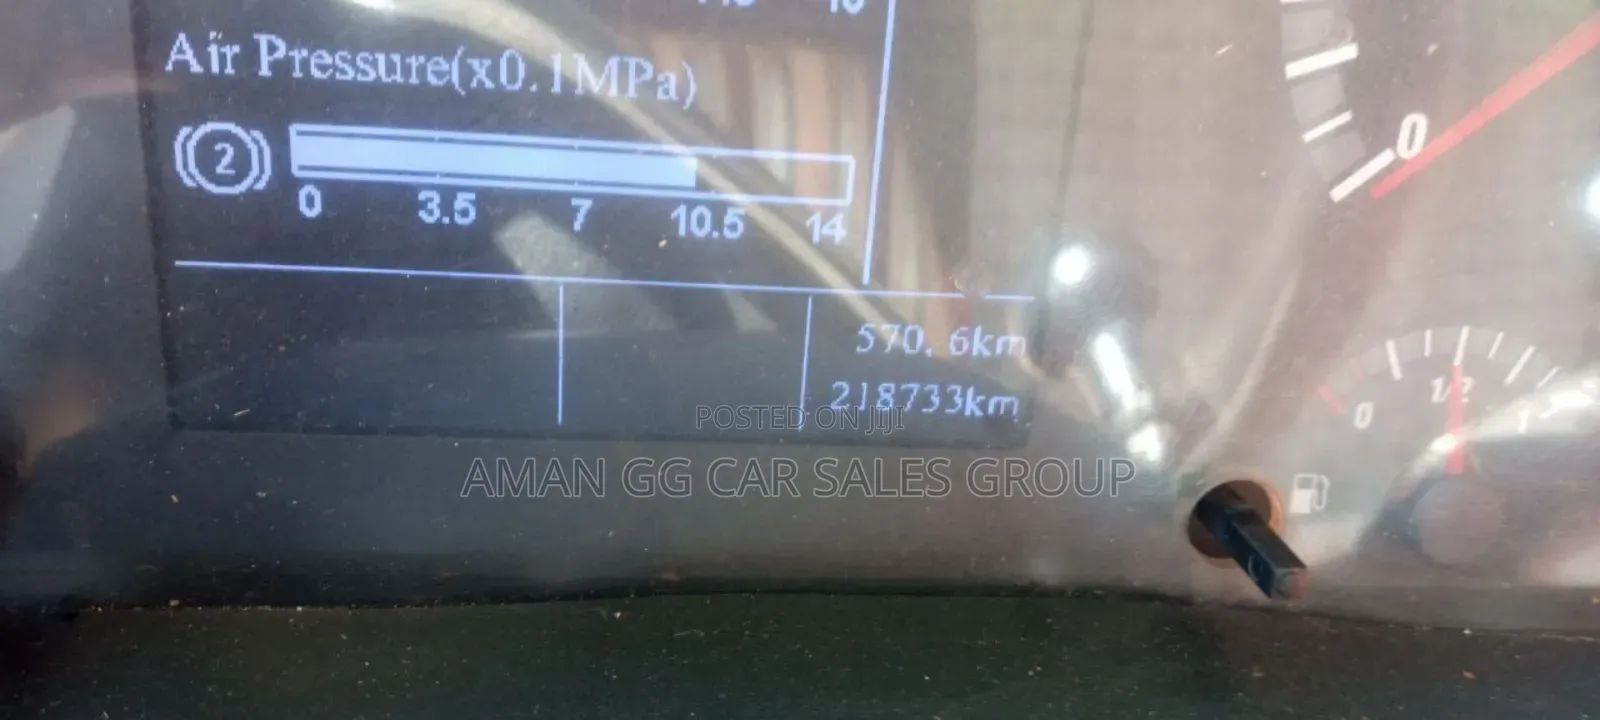 Air Pressure(x0.1MPa)
2
0 3.5 7 10.5 14
570.6km
218733km
0
0 1/2 1
POSTED ON JIJI
AMAN GG CAR SALES GROUP